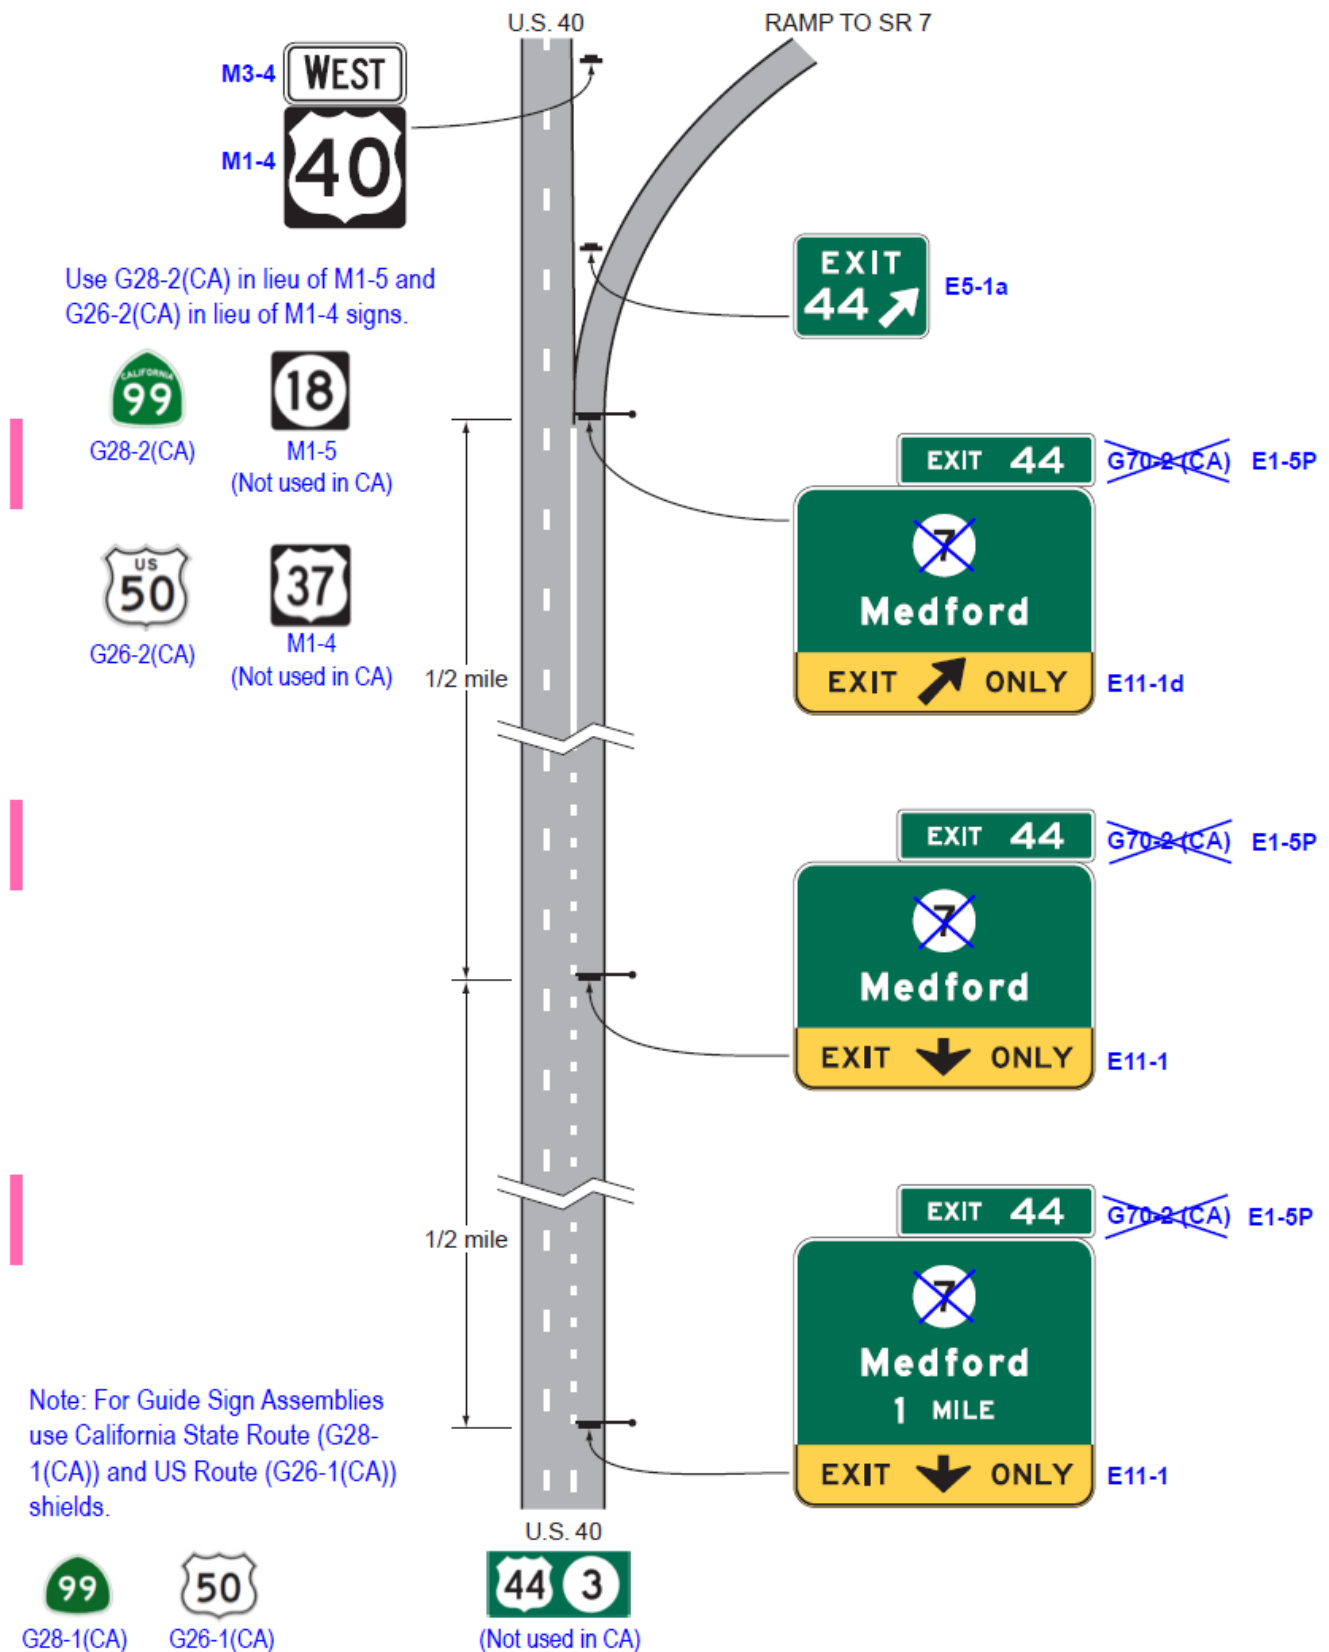 U.S. 40
RAMP TO SR 7
M3-4
WEST
M1-4
40
Use G28-2(CA) in lieu of M1-5 and
G26-2(CA) in lieu of M1-4 signs.
EXIT
44
E5-1a
CALIFORNIA
99
18
G28-2(CA)
M1-5
(Not used in CA)
EXIT 44
G70-2 (CA) E1-5P
7
Medford
EXIT ONLY
E11-1d
US
50
37
G26-2(CA)
M1-4
(Not used in CA)
1/2 mile
EXIT 44
G70-2 (CA) E1-5P
7
Medford
EXIT ONLY
E11-1
1/2 mile
EXIT 44
G70-2 (CA) E1-5P
7
Medford
1 MILE
EXIT ONLY
E11-1
Note: For Guide Sign Assemblies
use California State Route (G28-
1(CA)) and US Route (G26-1(CA))
shields.
U.S. 40
99
50
44 3
G28-1(CA)
G26-1(CA)
(Not used in CA)